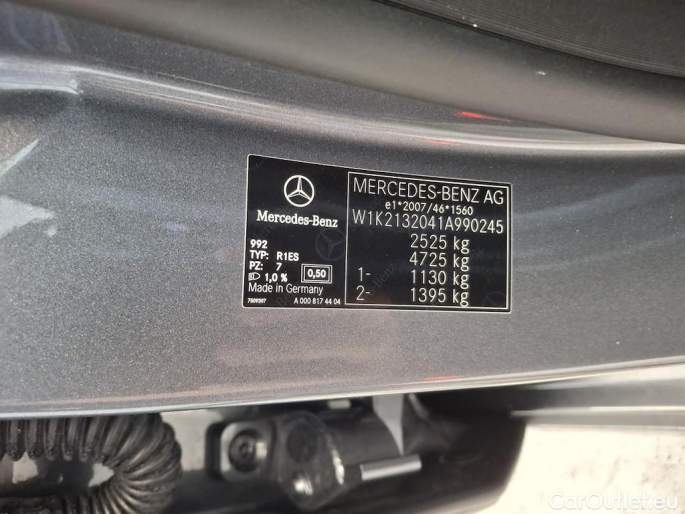 Mercedes-Benz
992
TYP: R1ES
PZ: 7
1,0 % 0,50
Made in Germany
7509397 A 000 817 44 04
MERCEDES-BENZ AG
e1*2007/46*1560
W1K2132041A990245
2525 kg
4725 kg
1- 1130 kg
2- 1395 kg
CarOutlet.eu